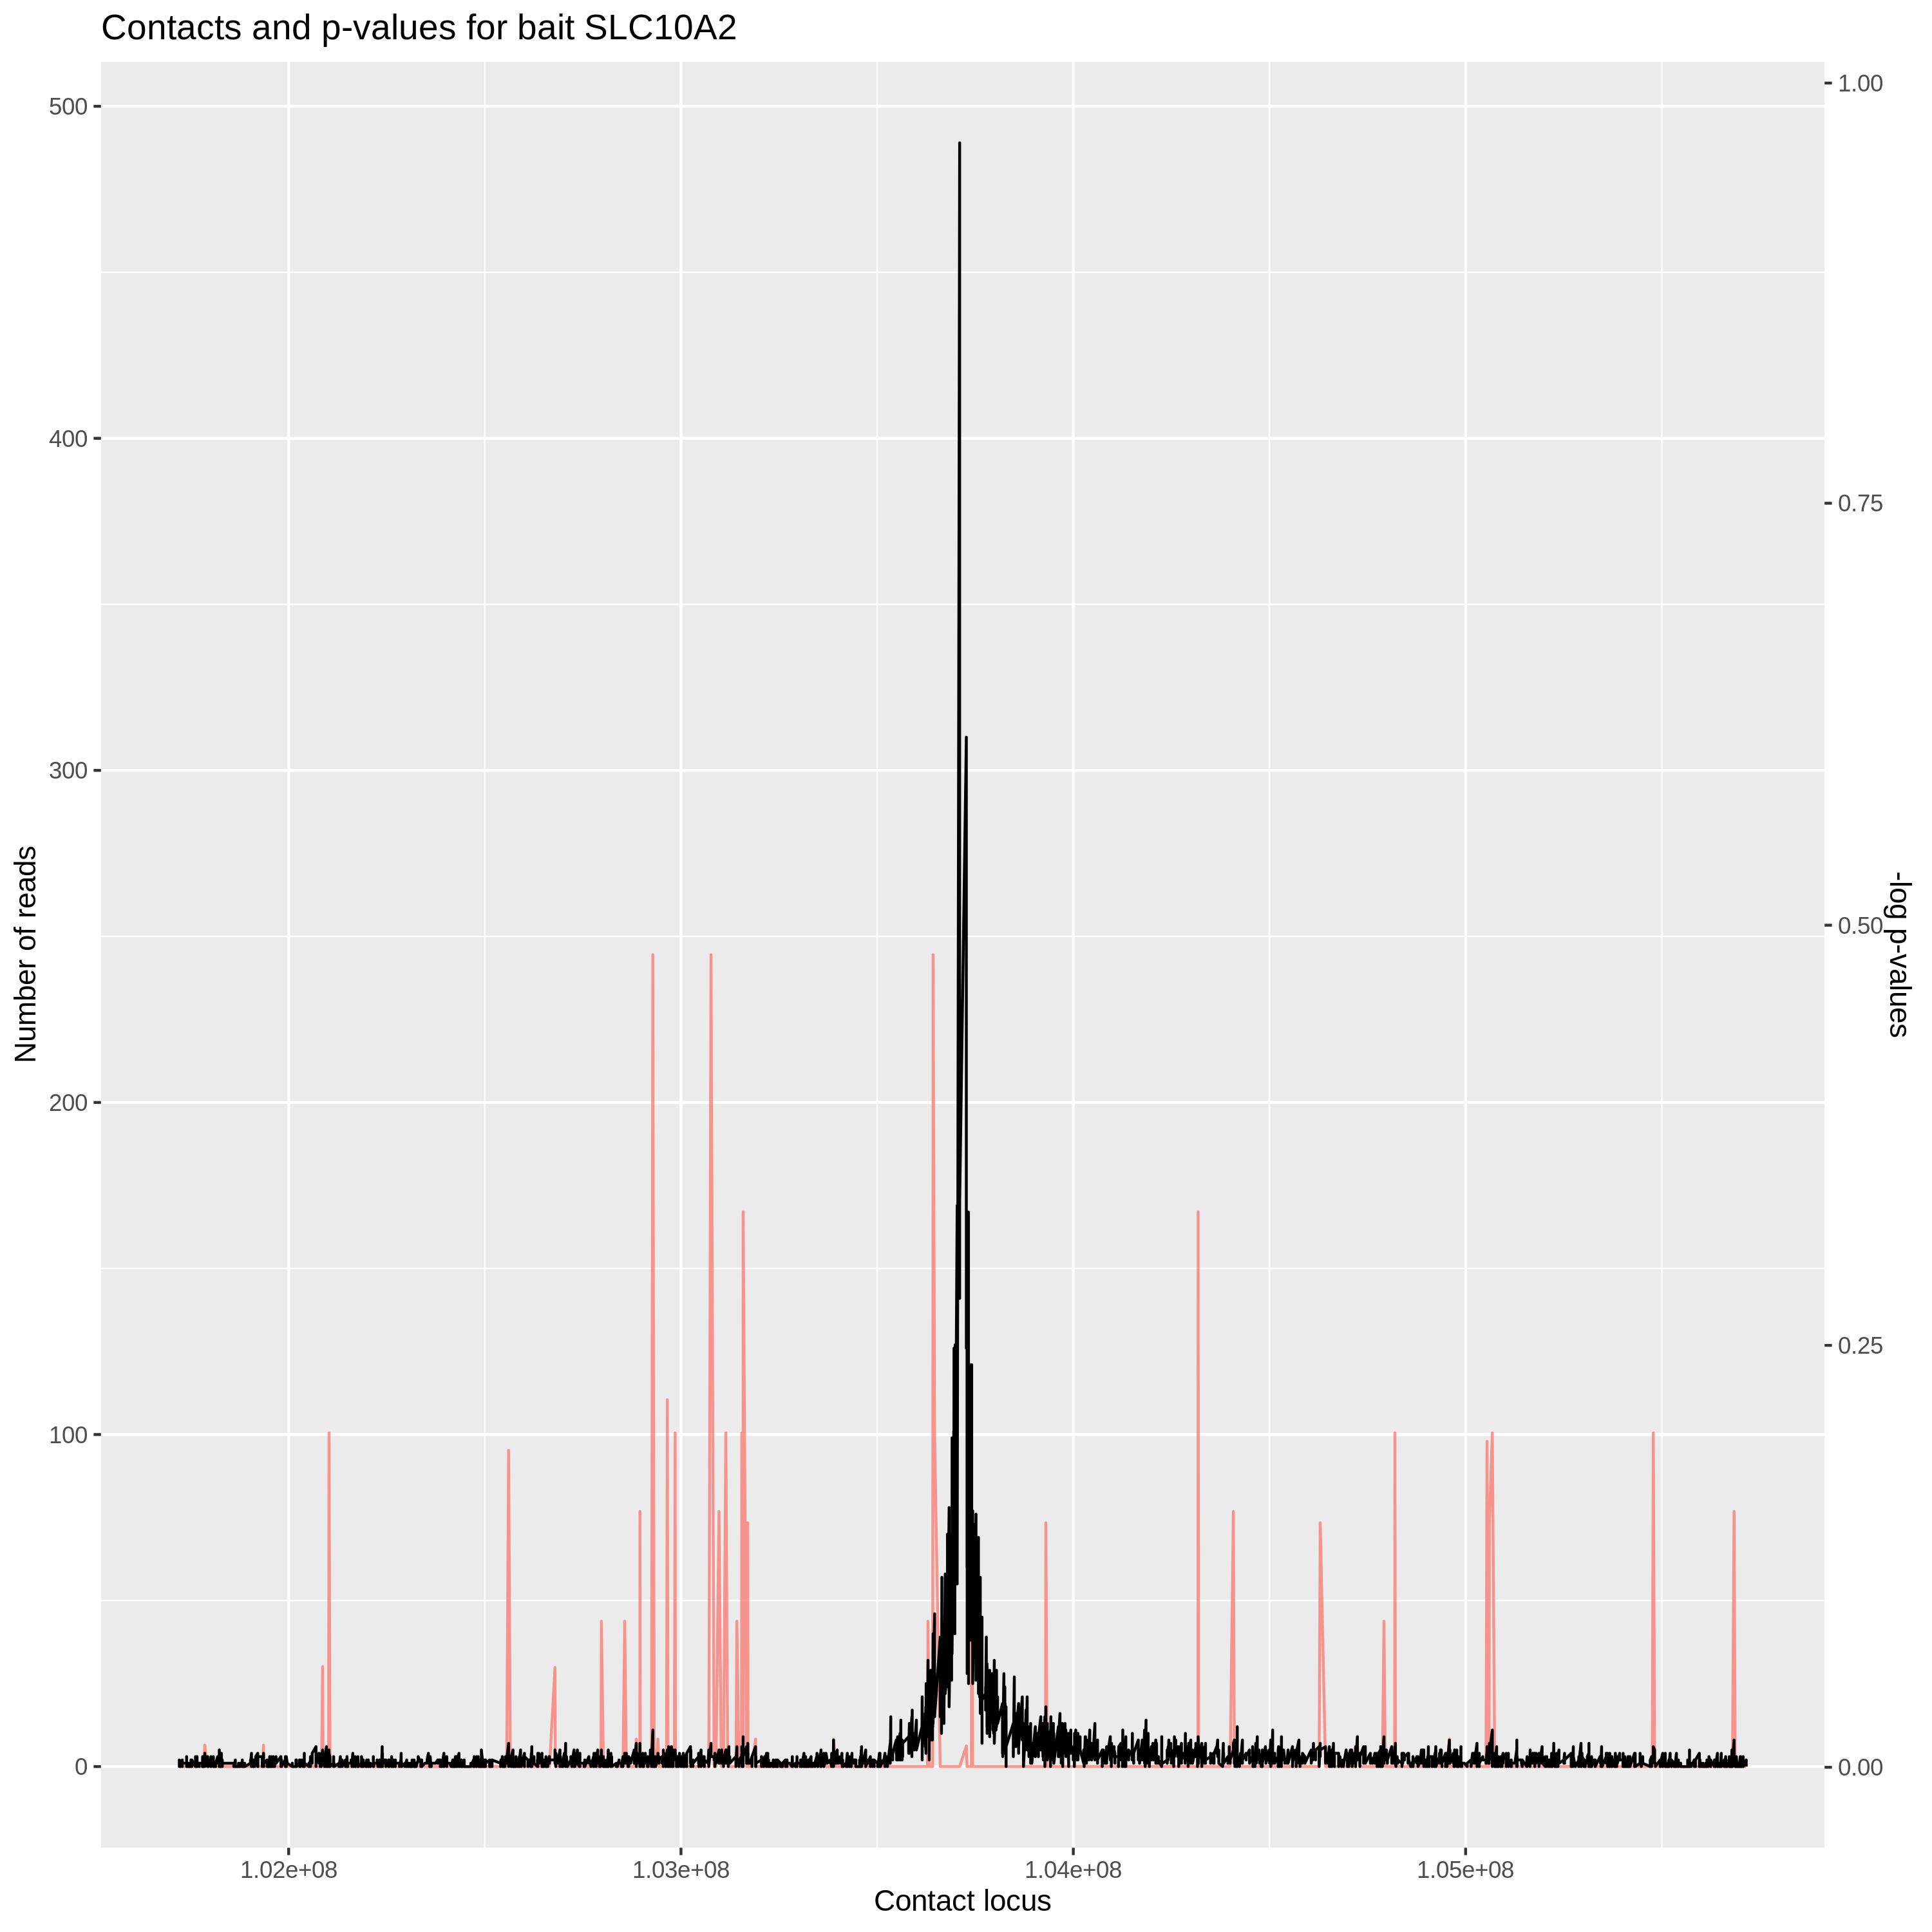 Contacts and p-values for bait SLC10A2
500
400
300
200
100
0
Number of reads
1.00
0.75
0.50
0.25
0.00
-log p-values
1.02e+08
1.03e+08
1.04e+08
1.05e+08
Contact locus